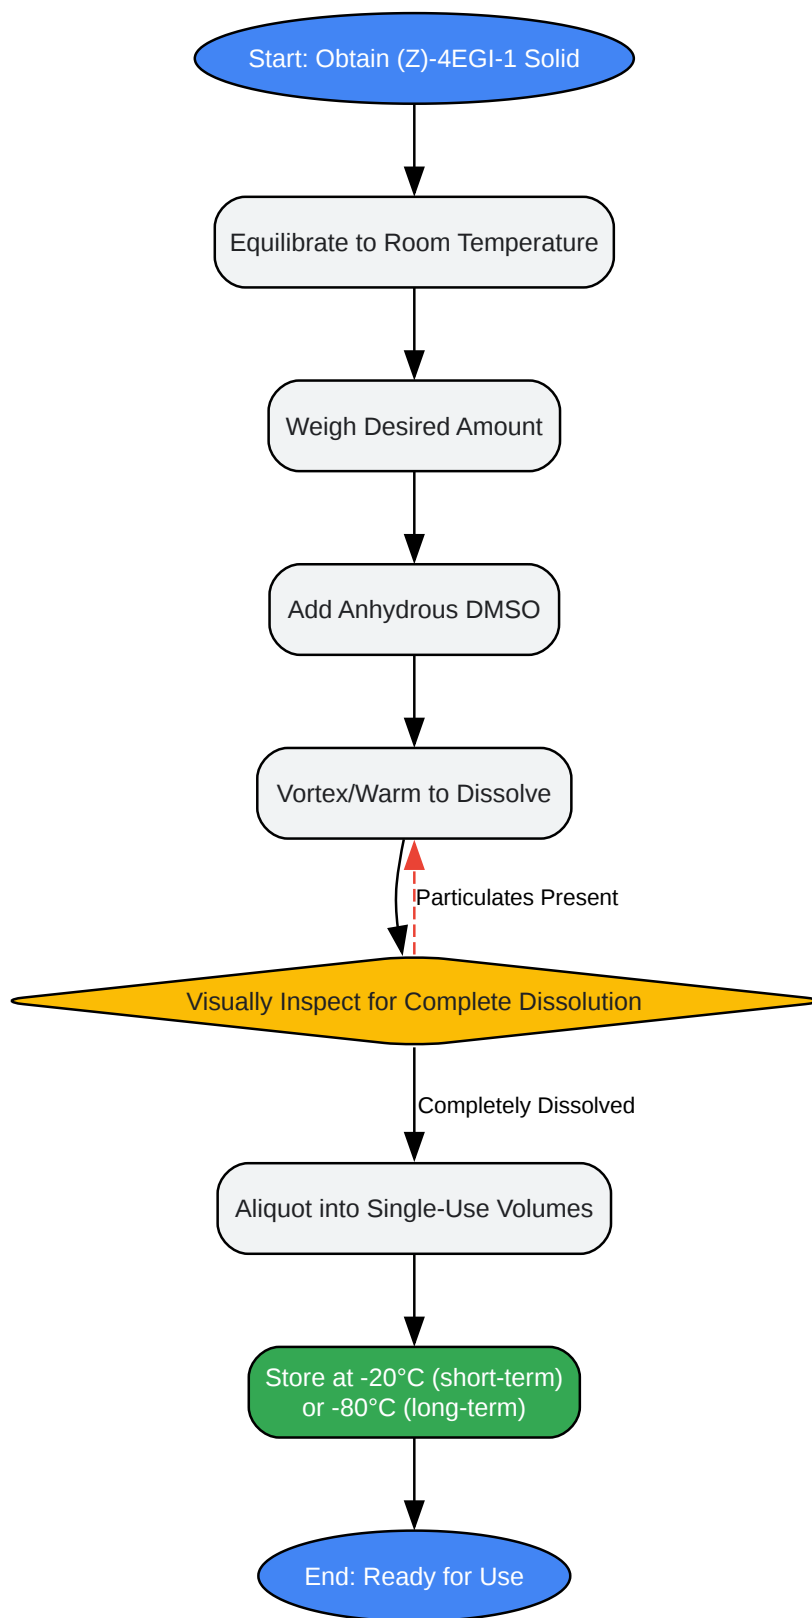 Start: Obtain (Z)-4EGI-1 Solid
Equilibrate to Room Temperature
Weigh Desired Amount
Add Anhydrous DMSO
Vortex/Warm to Dissolve
Particulates Present
Visually Inspect for Complete Dissolution
Completely Dissolved
Aliquot into Single-Use Volumes
Store at -20°C (short-term)
or -80°C (long-term)
End: Ready for Use